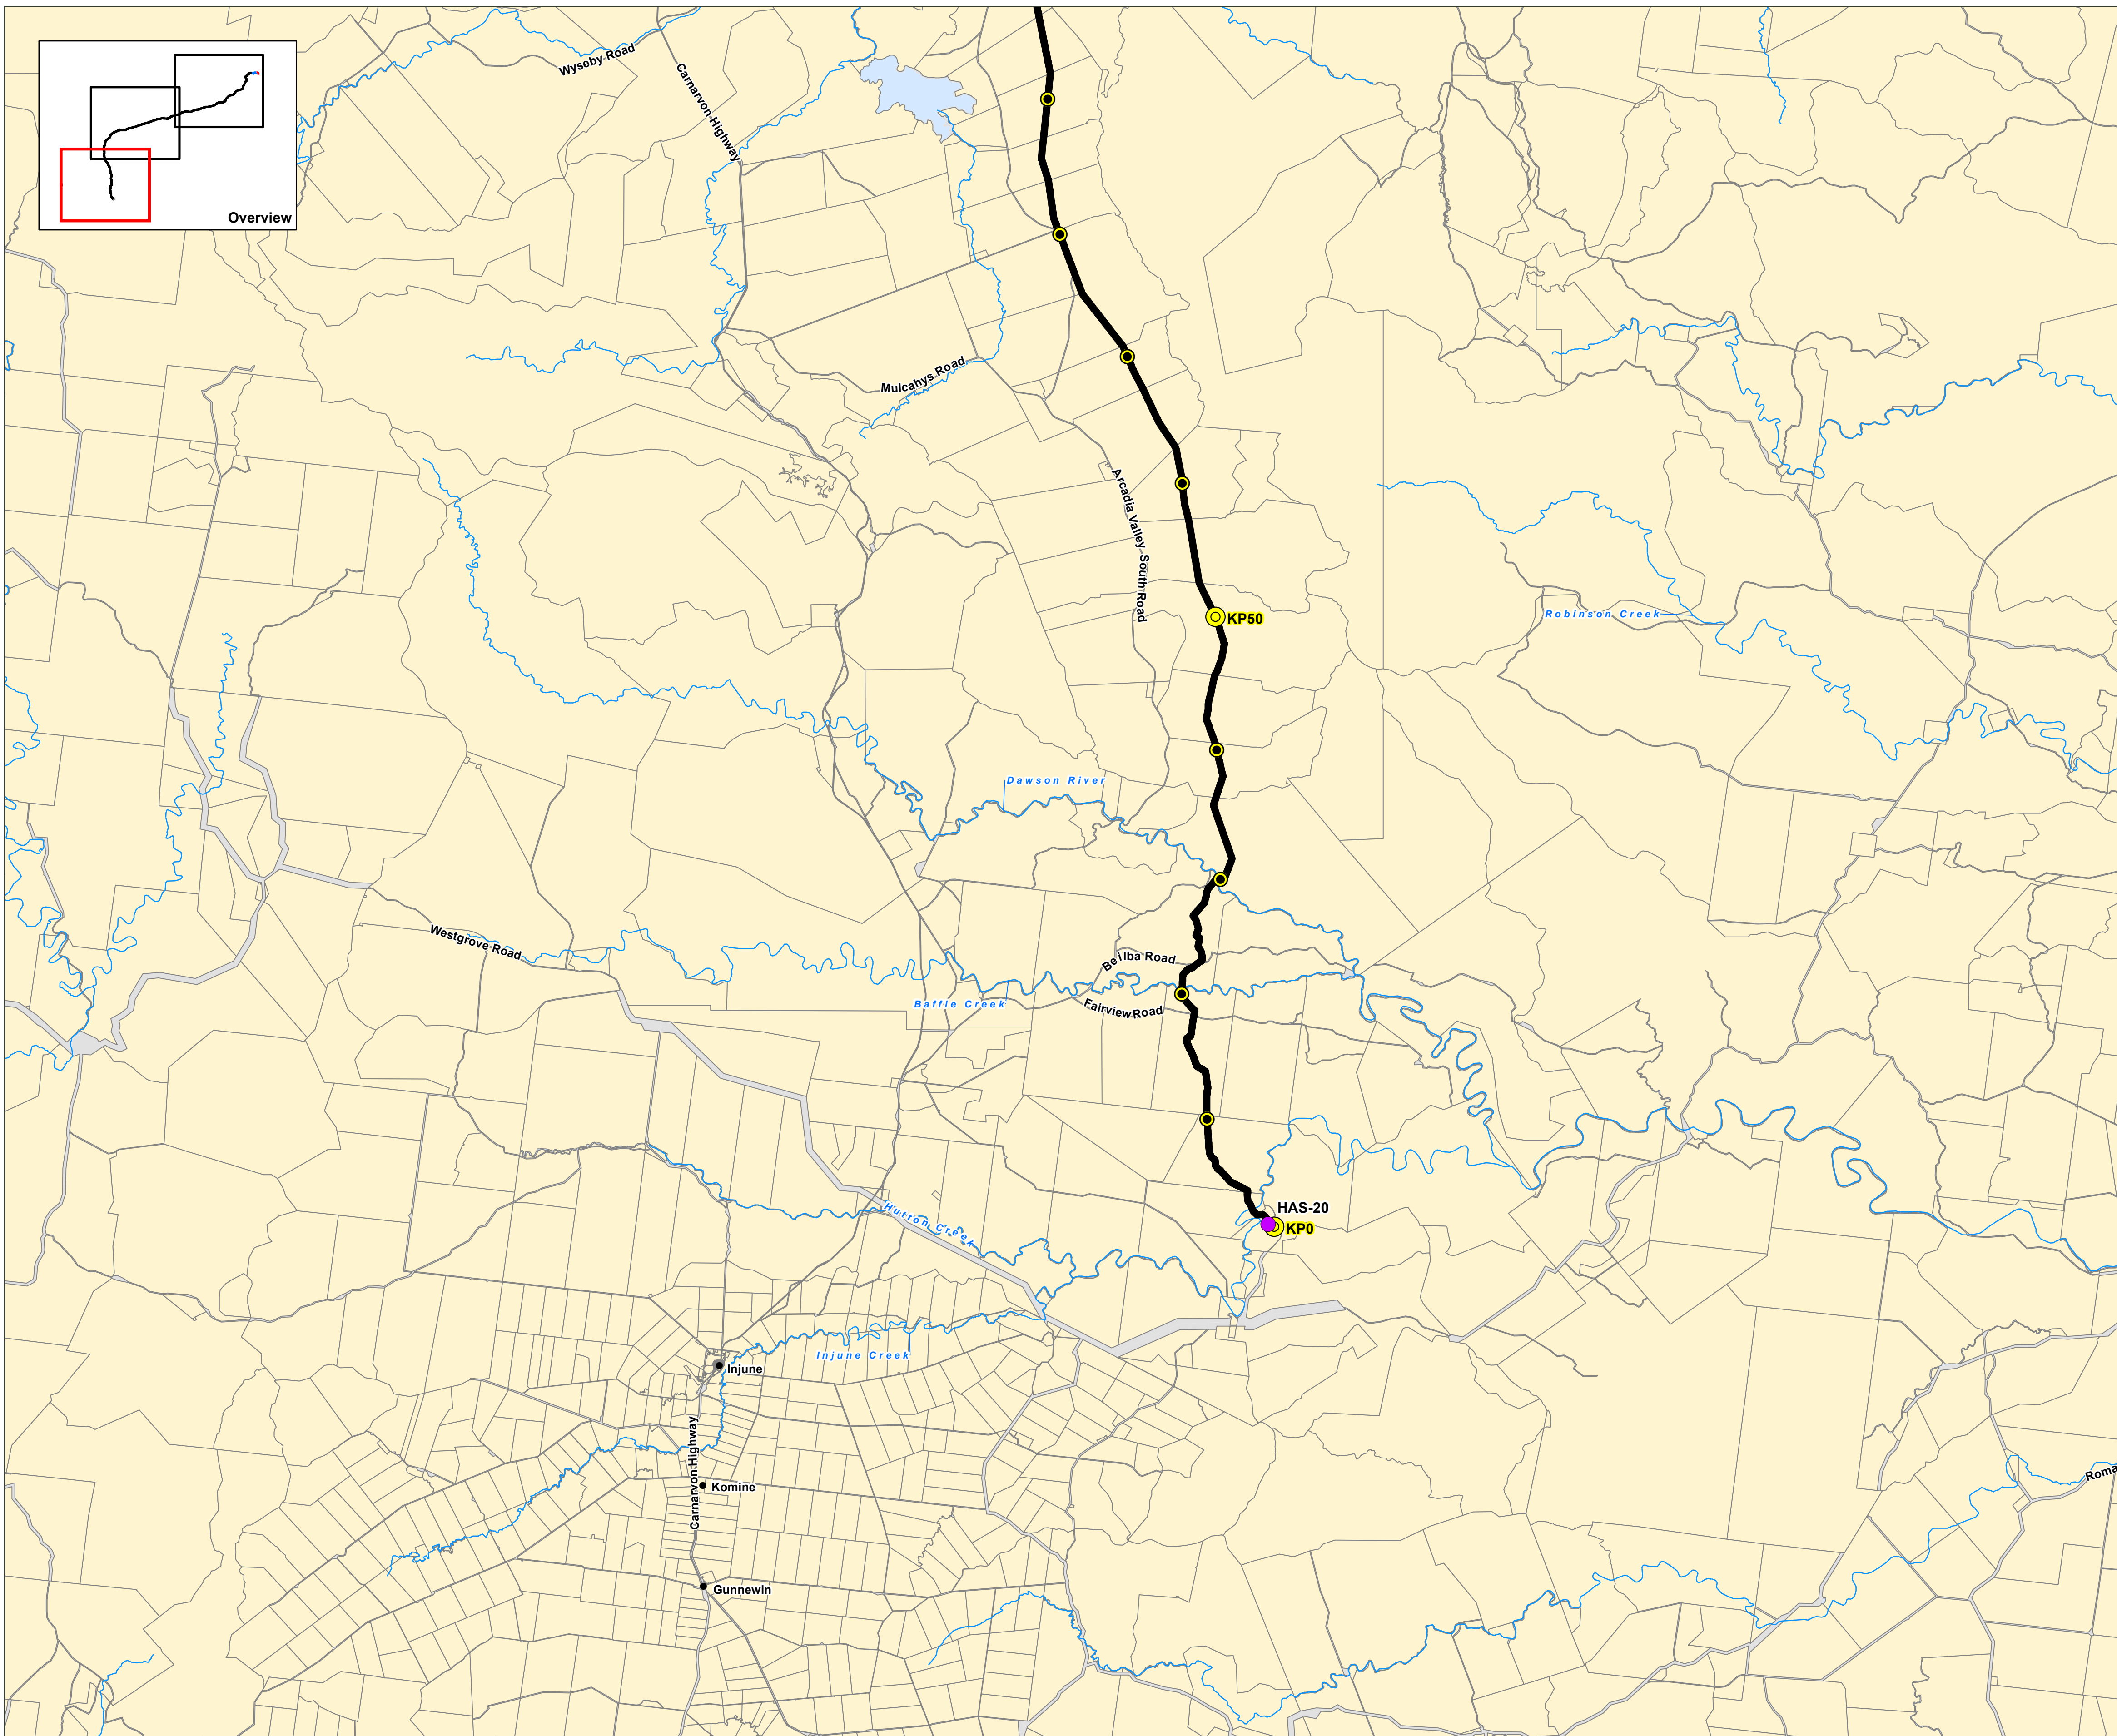 Wyseby Road
Carnarvon Highway
Overview
Mulcahys Road
Arcadia Valley South Road
KP50
Robinson Creek
Dawson River
Westgrove Road
Beilba Road
Baffle Creek
Fairview Road
HAS-20
KP0
Hutton Creek
Injune Creek
Injune
Carnarvon Highway
Komine
Roma
Gunnewin